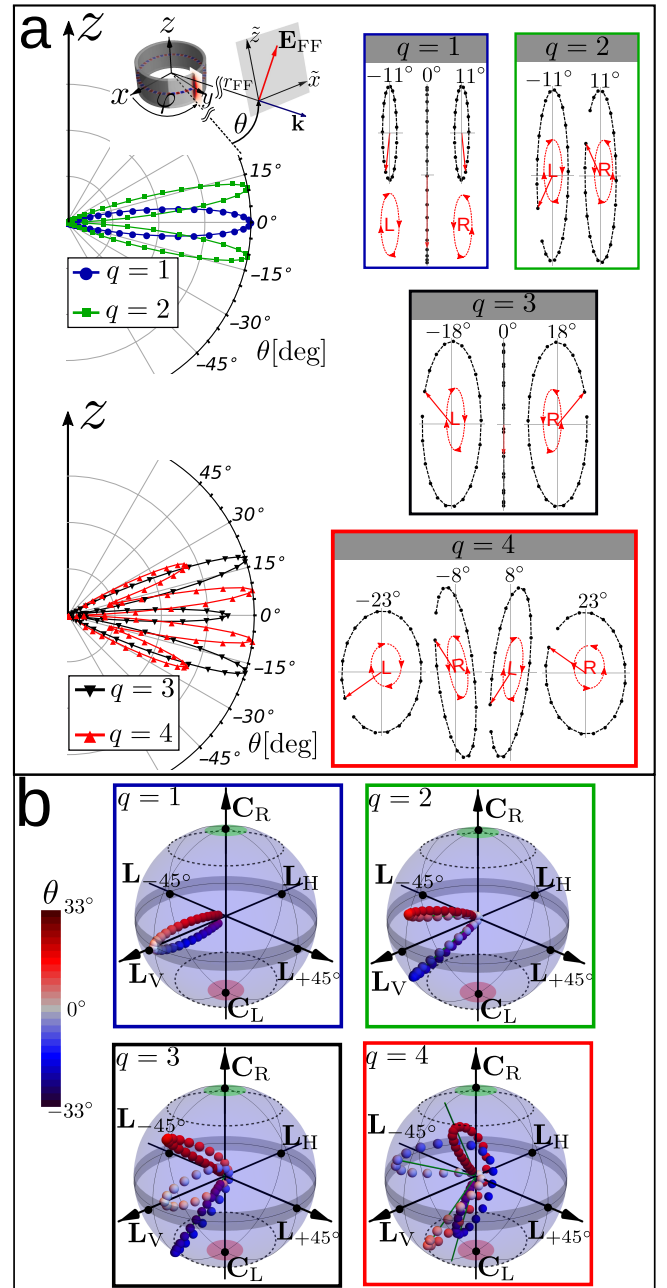 a
z
z
z̃
E_FF
x
φ
y
r_FF
x̃
θ
k
15°
0°
−15°
−30°
−45°
θ[deg]
q = 1
q = 2
q = 1
−11° 0° 11°
L R
q = 2
−11° 11°
L R
q = 3
−18° 0° 18°
L R
z
45°
30°
15°
0°
−15°
−30°
−45°
θ[deg]
q = 3
q = 4
q = 4
−23° −8° 8° 23°
L R L R
b
θ
33°
0°
−33°
q = 1
C_R
L_−45°
L_H
L_V
L_+45°
C_L
q = 2
C_R
L_−45°
L_H
L_V
L_+45°
C_L
q = 3
C_R
L_−45°
L_H
L_V
L_+45°
C_L
q = 4
C_R
L_−45°
L_H
L_V
L_+45°
C_L